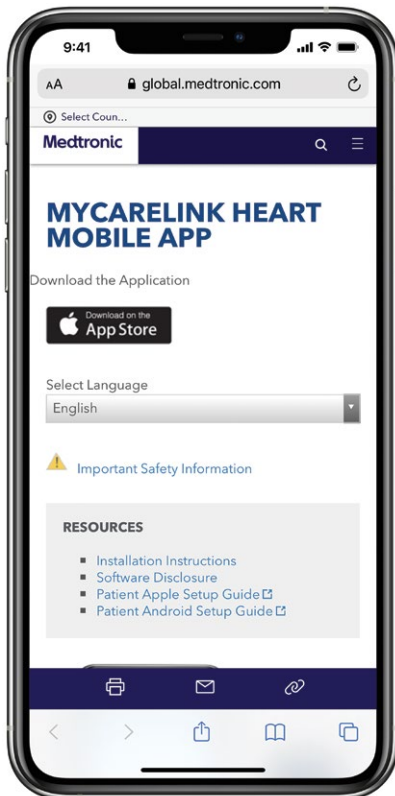 9:41
AA global.medtronic.com
Select Coun...
Medtronic
MYCARELINK HEART
MOBILE APP
Download the Application
Download on the
App Store
Select Language
English
Important Safety Information
RESOURCES
Installation Instructions
Software Disclosure
Patient Apple Setup Guide
Patient Android Setup Guide